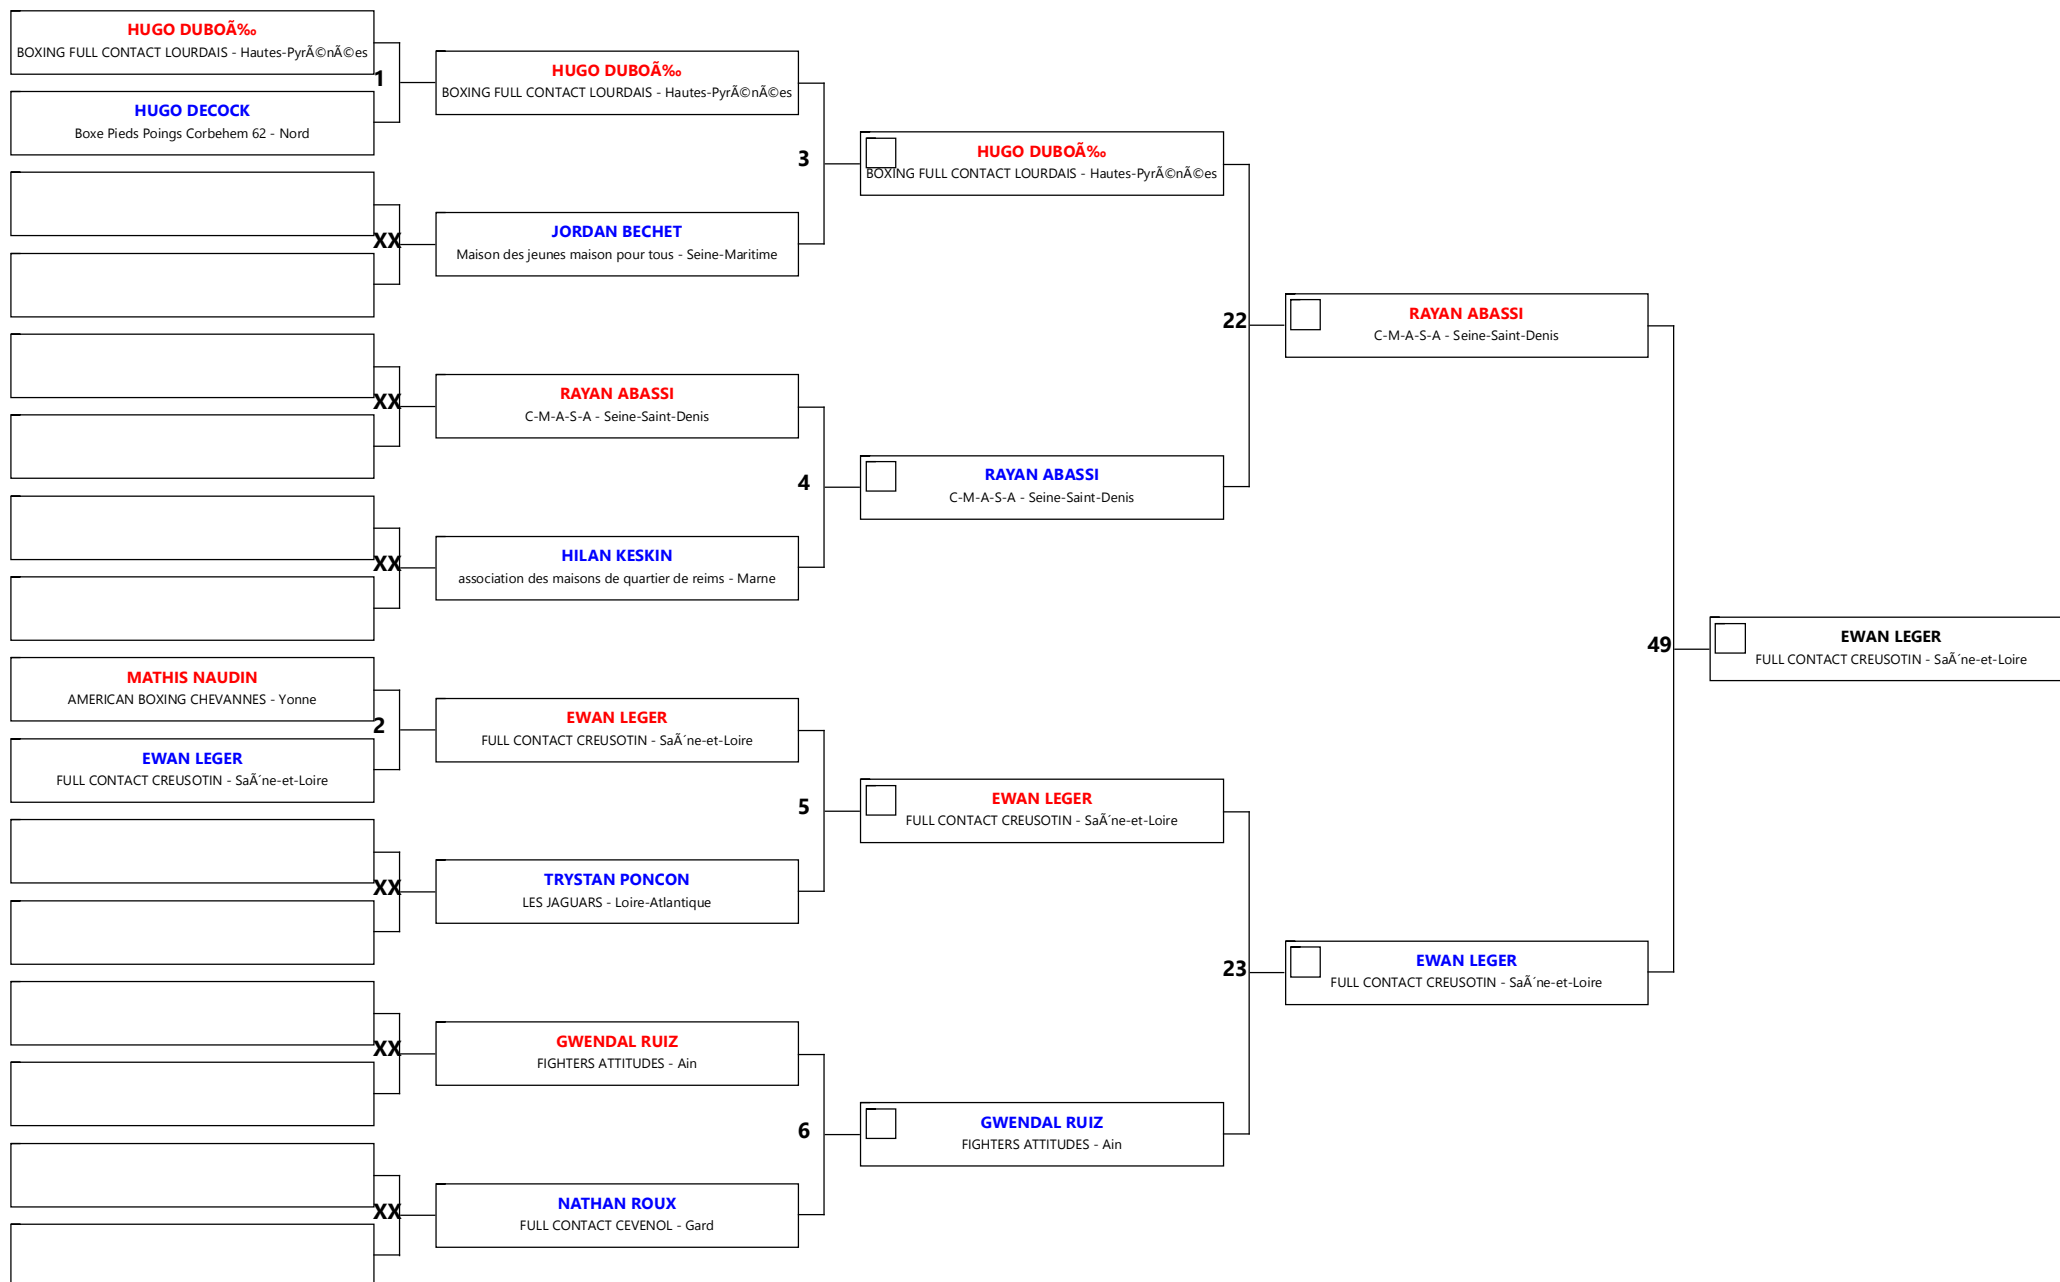 HUGO DUBOÃ‰
BOXING FULL CONTACT LOURDAIS - Hautes-PyrÃ©nÃ©es
1
HUGO DECOCK
Boxe Pieds Poings Corbehem 62 - Nord
XX
XX
XX
MATHIS NAUDIN
AMERICAN BOXING CHEVANNES - Yonne
2
EWAN LEGER
FULL CONTACT CREUSOTIN - SaÃ´ne-et-Loire
XX
XX
XX
HUGO DUBOÃ‰
BOXING FULL CONTACT LOURDAIS - Hautes-PyrÃ©nÃ©es
3
JORDAN BECHET
Maison des jeunes maison pour tous - Seine-Maritime
RAYAN ABASSI
C-M-A-S-A - Seine-Saint-Denis
4
HILAN KESKIN
association des maisons de quartier de reims - Marne
EWAN LEGER
FULL CONTACT CREUSOTIN - SaÃ´ne-et-Loire
5
TRYSTAN PONCON
LES JAGUARS - Loire-Atlantique
GWENDAL RUIZ
FIGHTERS ATTITUDES - Ain
6
NATHAN ROUX
FULL CONTACT CEVENOL - Gard
HUGO DUBOÃ‰
BOXING FULL CONTACT LOURDAIS - Hautes-PyrÃ©nÃ©es
22
RAYAN ABASSI
C-M-A-S-A - Seine-Saint-Denis
EWAN LEGER
FULL CONTACT CREUSOTIN - SaÃ´ne-et-Loire
23
GWENDAL RUIZ
FIGHTERS ATTITUDES - Ain
RAYAN ABASSI
C-M-A-S-A - Seine-Saint-Denis
49
EWAN LEGER
FULL CONTACT CREUSOTIN - SaÃ´ne-et-Loire
EWAN LEGER
FULL CONTACT CREUSOTIN - SaÃ´ne-et-Loire